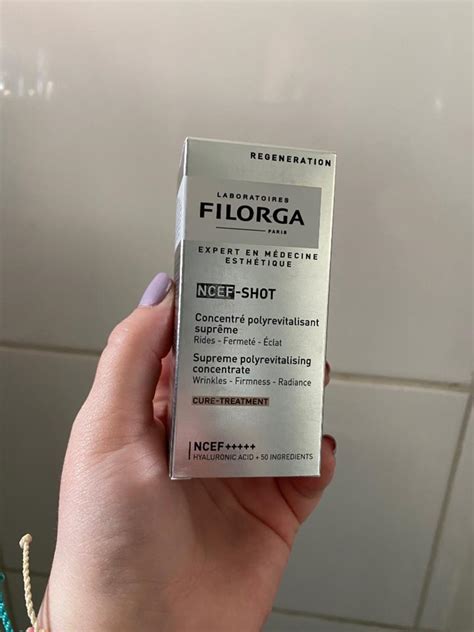 REGENERATION
LABORATOIRES
FILORGA
PARIS
EXPERT EN MÉDECINE
ESTHÉTIQUE
NCEF-SHOT
Concentré polyrevitalisant
suprême
Rides - Fermeté - Éclat
Supreme polyrevitalising
concentrate
Wrinkles - Firmness - Radiance
CURE-TREATMENT
NCEF+++++
HYALURONIC ACID + 50 INGREDIENTS